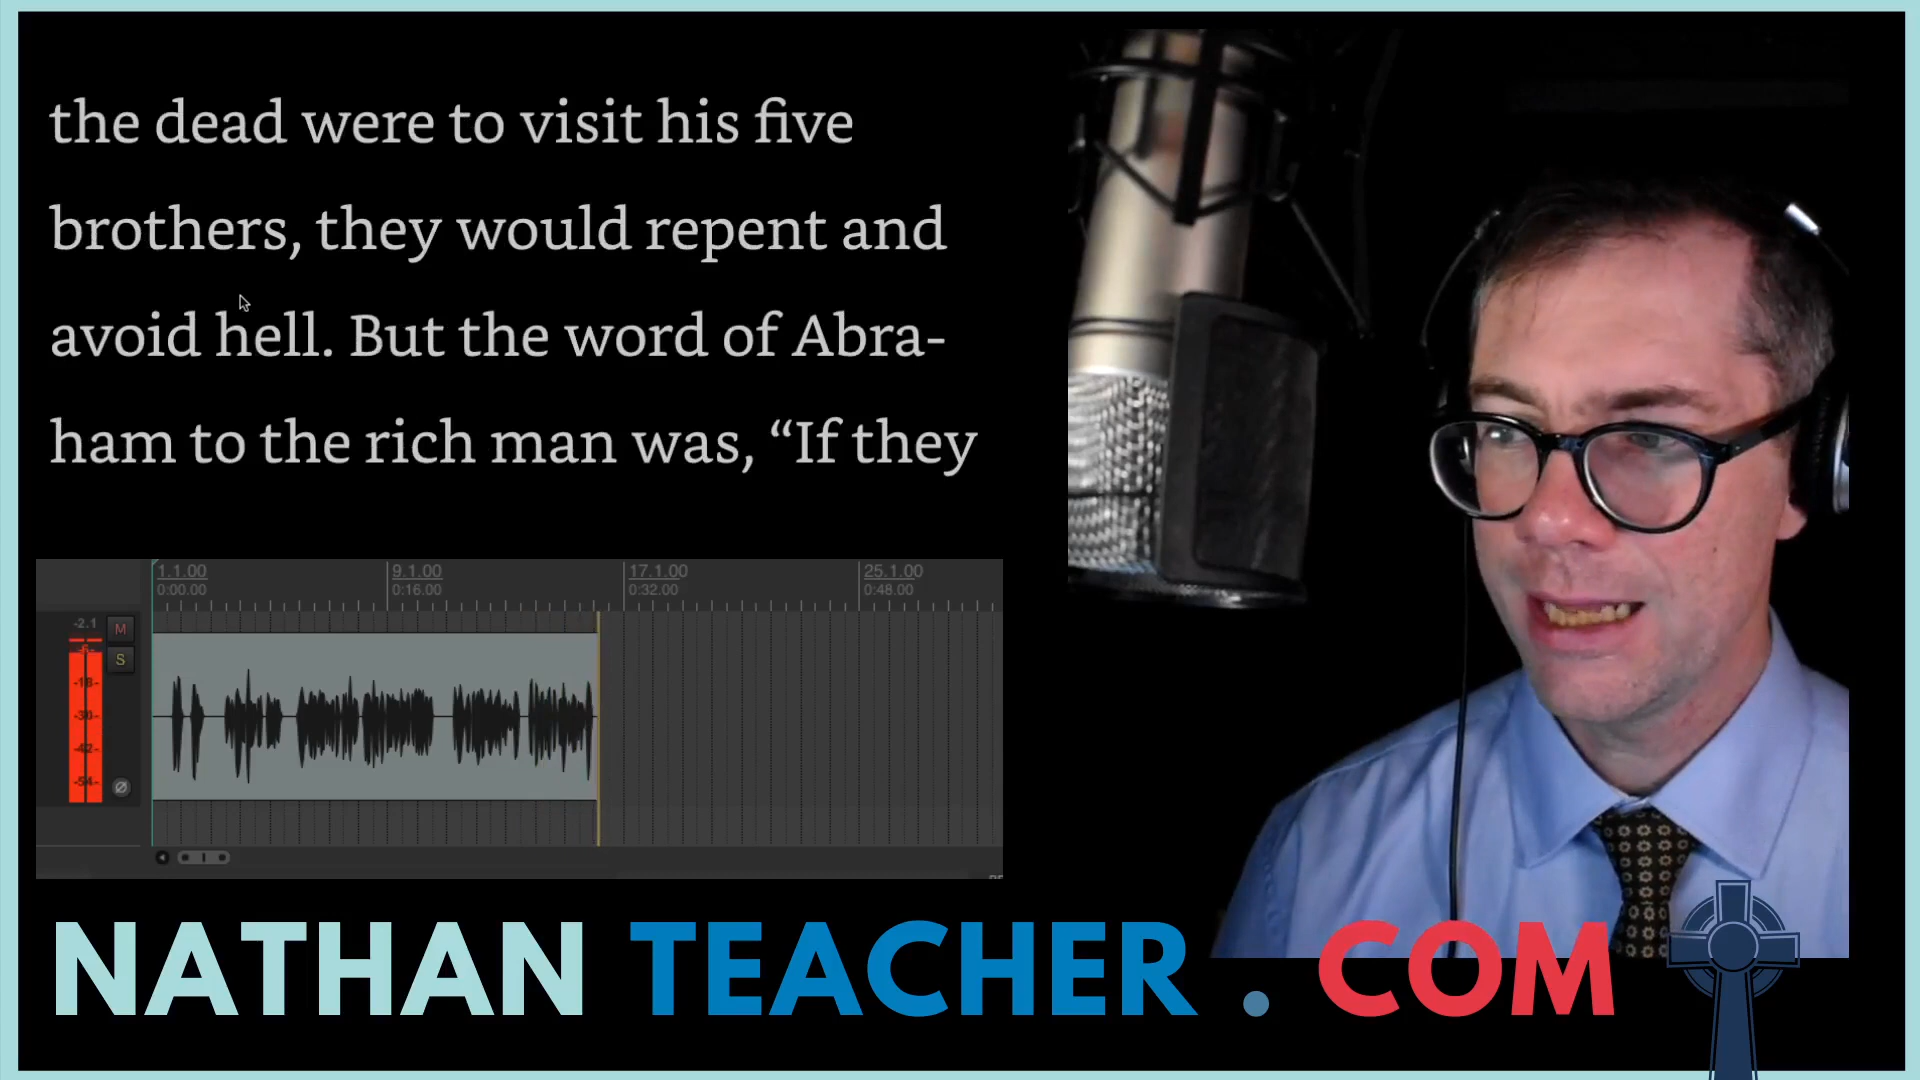 the dead were to visit his five
brothers, they would repent and
avoid hell. But the word of Abra-
ham to the rich man was, “If they
1.1.00 9.1.00 17.1.00 25.1.00
0:00.00 0:16.00 0:32.00 0:48.00
-2.1 M
-6-
S
-18-
-30-
-42-
-54-
NATHAN TEACHER . COM